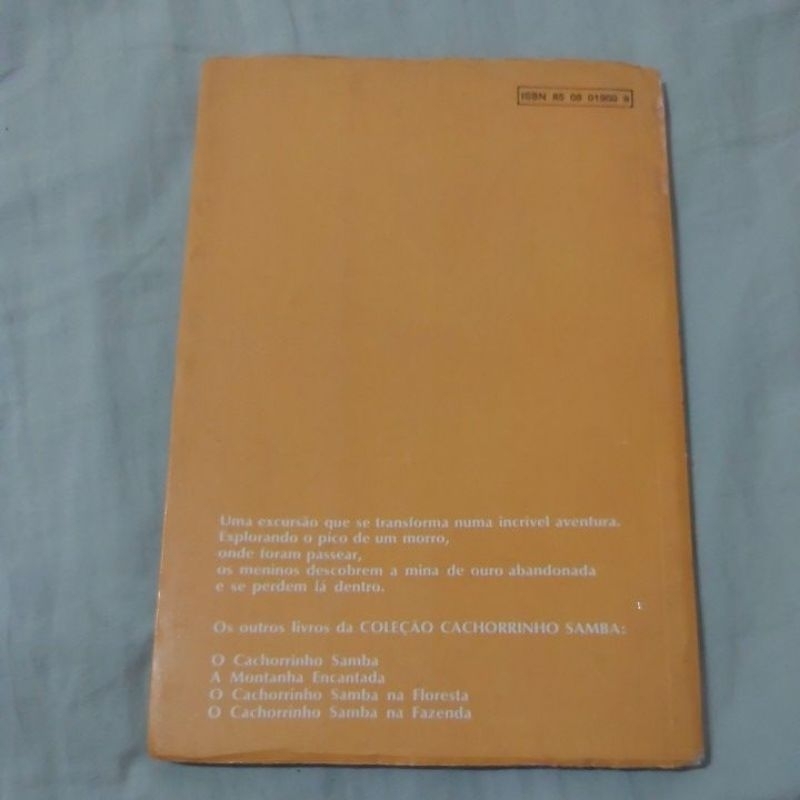 ISBN 85 08
Uma excursão que se transforma numa incrível aventura.
Explorando o pico de um morro,
onde foram passear,
os meninos descobrem a mina de ouro abandonada
e se perdem lá dentro.
Os outros livros da COLEÇÃO CACHORRINHO SAMBA:
O Cachorrinho Samba
A Montanha Encantada
O Cachorrinho Samba na Floresta
O Cachorrinho Samba na Fazenda